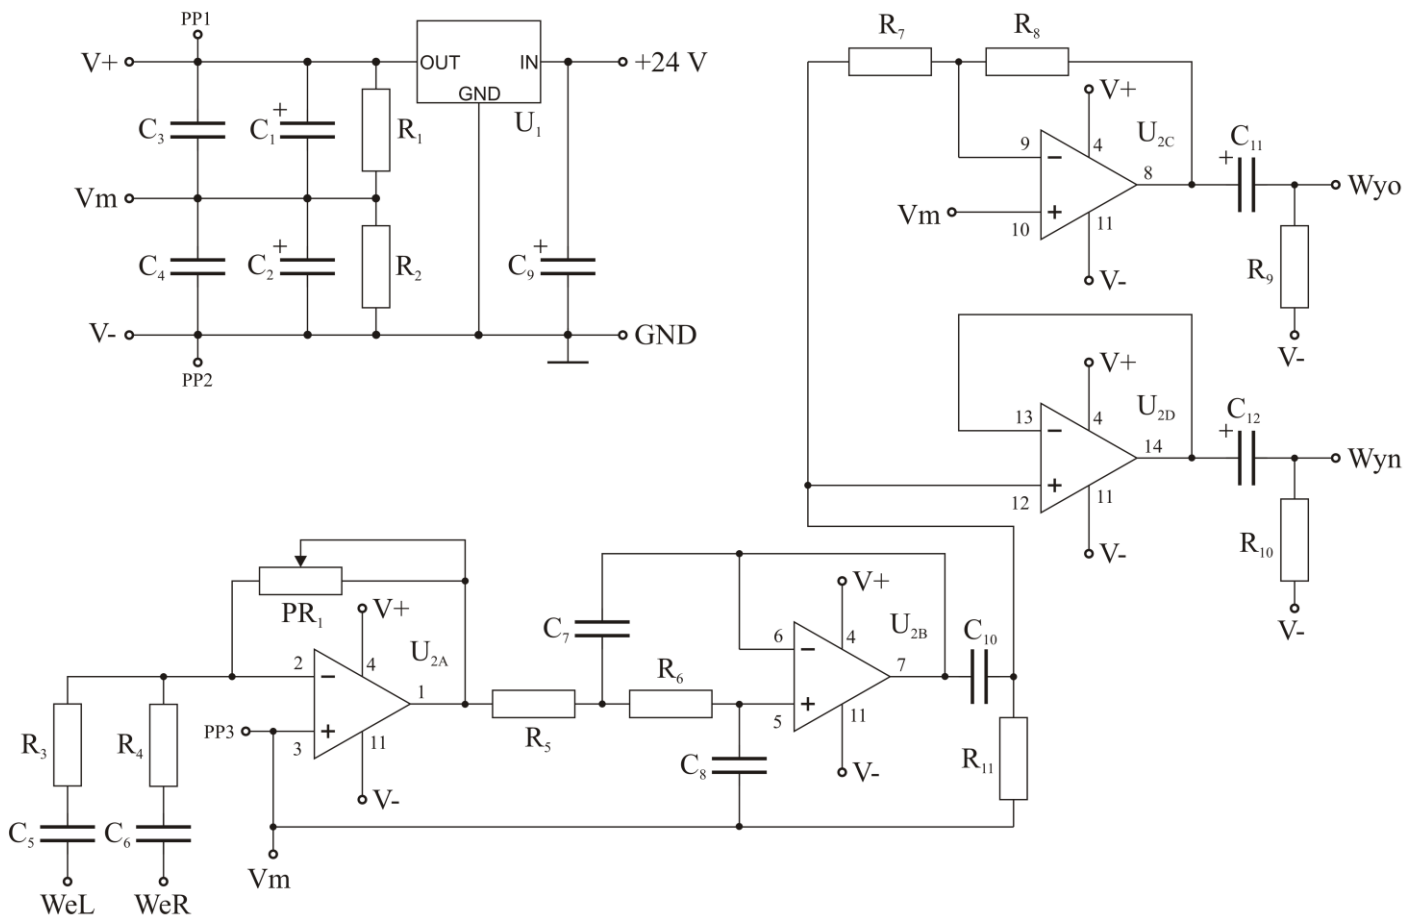 PP1
V+
OUT
IN
+24 V
GND
U1
C3
+
C1
R1
Vm
C4
+
C2
R2
+
C9
V-
GND
PP2
R7
R8
V+
U2C
9
-
4
8
+
C11
Wyo
Vm
10
+
11
R9
V-
V-
V+
U2D
13
-
4
14
+
C12
Wyn
12
+
11
R10
V-
V-
PR1
V+
U2A
2
-
4
1
PP3
3
+
11
V-
R3
R4
C5
C6
WeL
WeR
Vm
R5
C7
R6
C8
V+
U2B
6
-
4
7
5
+
11
V-
C10
R11